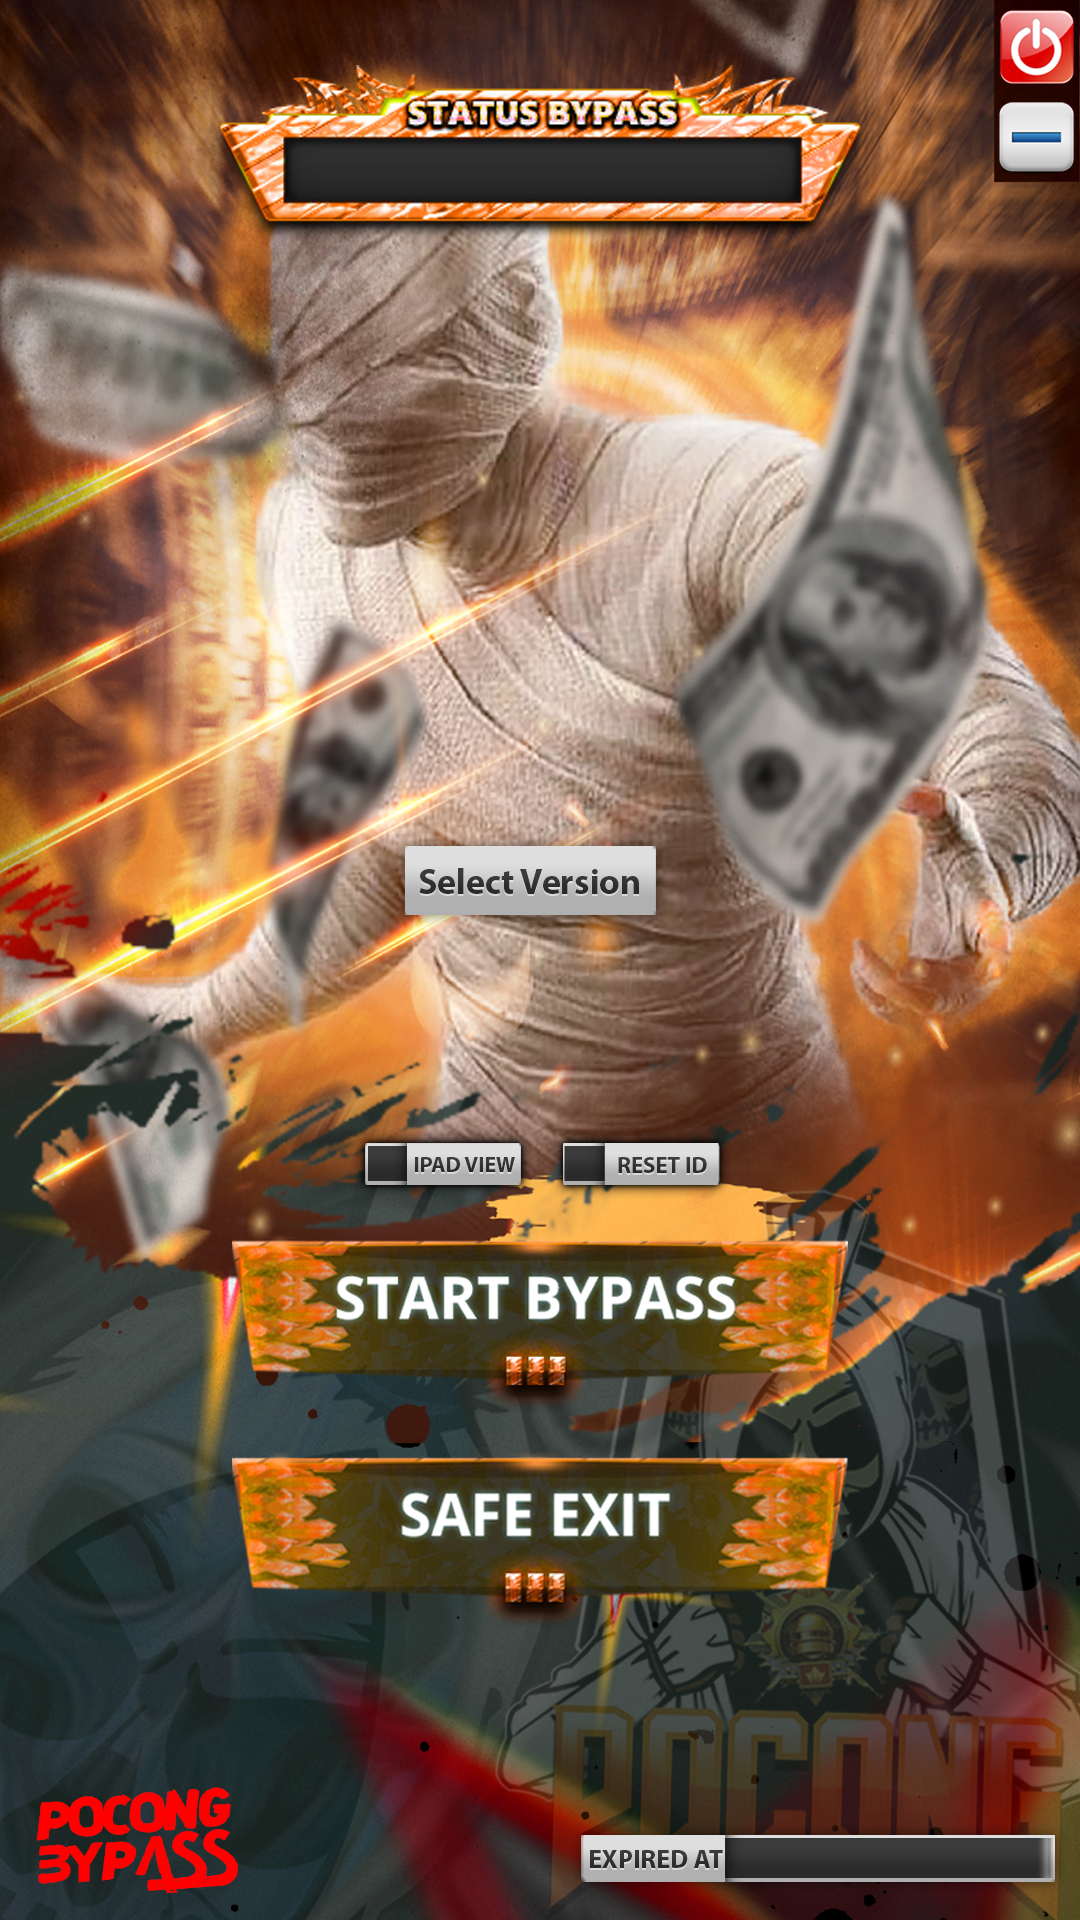 STATUS BYPASS
Select Version
IPAD VIEW
RESET ID
START BYPASS
SAFE EXIT
POCONG
POCONG
BYPASS
EXPIRED AT